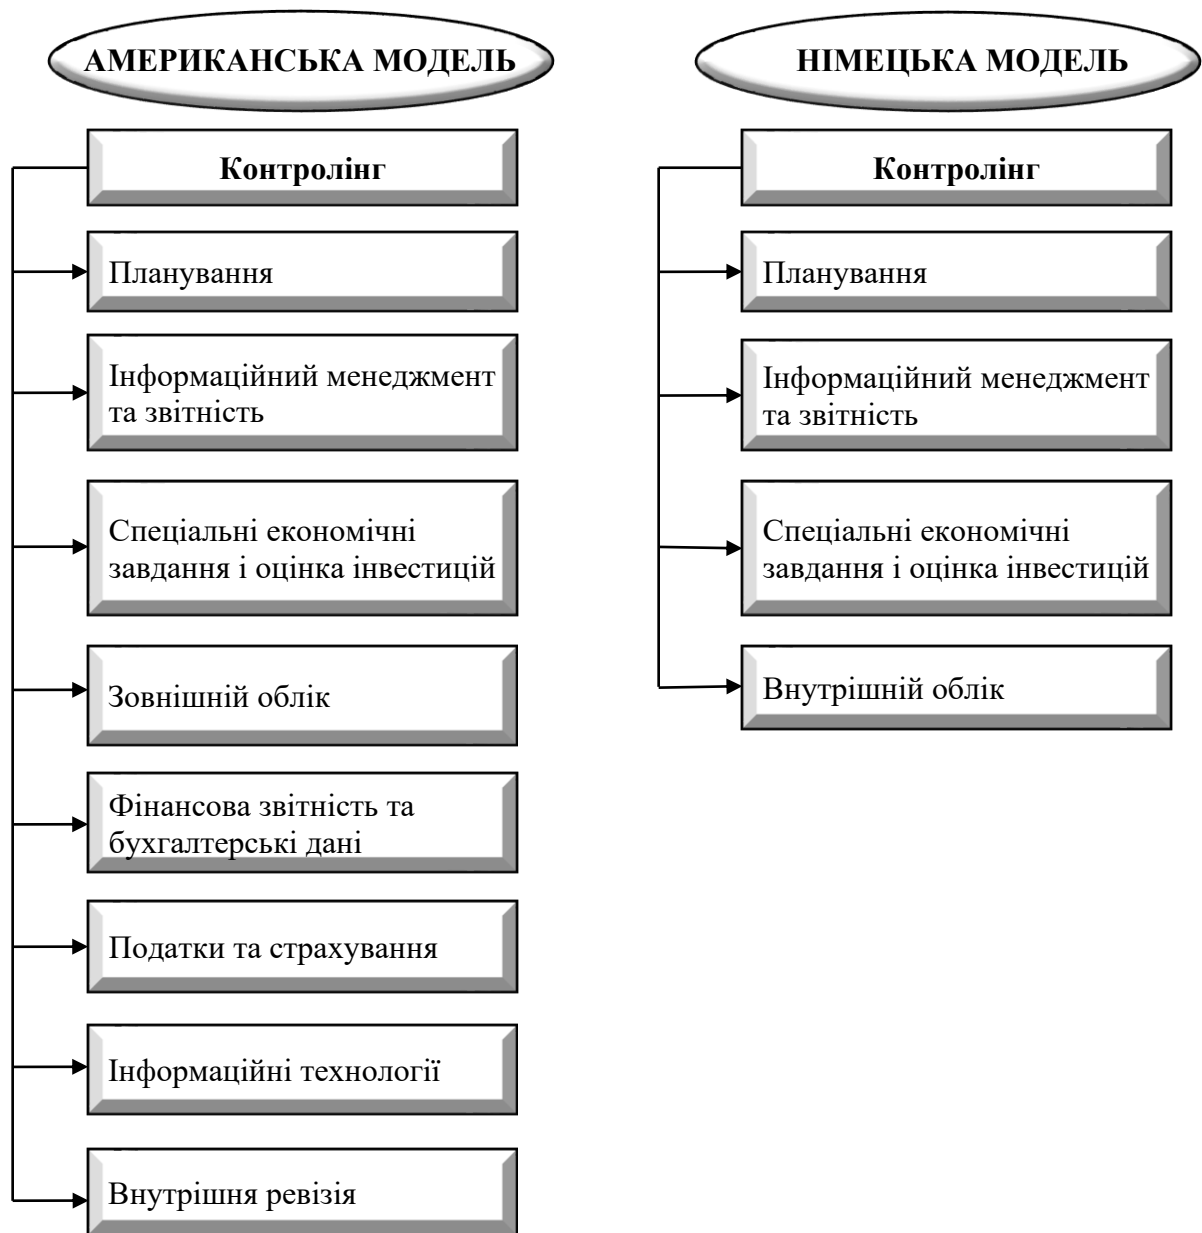 АМЕРИКАНСЬКА МОДЕЛЬ
Контролінг
Планування
Інформаційний менеджмент
та звітність
Спеціальні економічні
завдання і оцінка інвестицій
Зовнішній облік
Фінансова звітність та
бухгалтерські дані
Податки та страхування
Інформаційні технології
Внутрішня ревізія
НІМЕЦЬКА МОДЕЛЬ
Контролінг
Планування
Інформаційний менеджмент
та звітність
Спеціальні економічні
завдання і оцінка інвестицій
Внутрішній облік